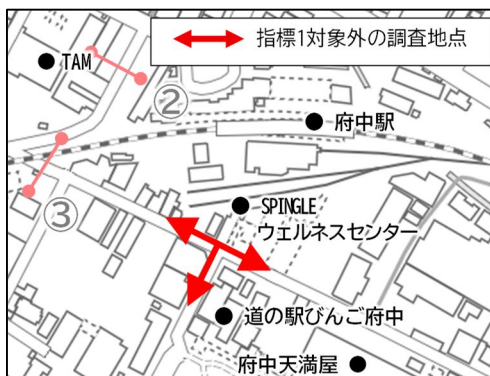 指標1対象外の調査地点
TAM
②
府中駅
③
SPINGLE
ウェルネスセンター
道の駅びんご府中
府中天満屋